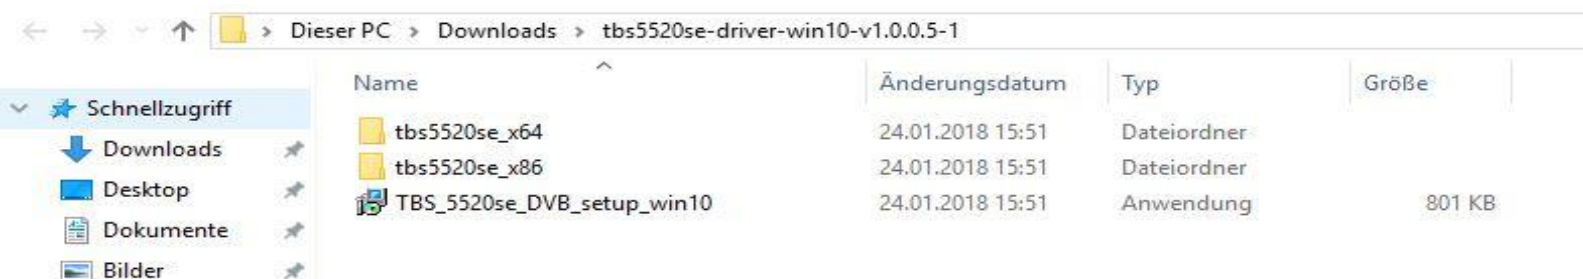 Dieser PC > Downloads > tbs5520se-driver-win10-v1.0.0.5-1
Name Änderungsdatum Typ Größe
Schnellzugriff
tbs5520se_x64 24.01.2018 15:51 Dateiordner
Downloads
tbs5520se_x86 24.01.2018 15:51 Dateiordner
Desktop
TBS_5520se_DVB_setup_win10 24.01.2018 15:51 Anwendung 801 KB
Dokumente
Bilder